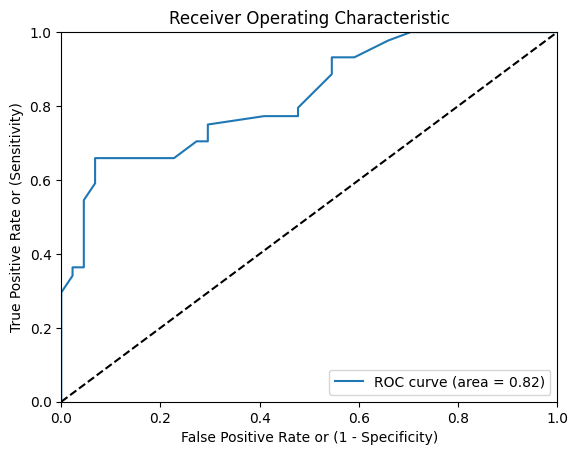 Receiver Operating Characteristic
True Positive Rate or (Sensitivity)
1.0
0.8
0.6
0.4
0.2
0.0
ROC curve (area = 0.82)
0.0 0.2 0.4 0.6 0.8 1.0
False Positive Rate or (1 - Specificity)